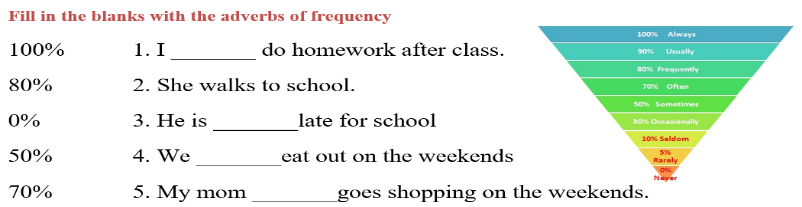 Fill in the blanks with the adverbs of frequency
100% 1. I ________ do homework after class.
80% 2. She walks to school.
0% 3. He is ________late for school
50% 4. We ________eat out on the weekends
70% 5. My mom ________goes shopping on the weekends.
100% Always
90% Usually
80% Frequently
70% Often
50% Sometimes
30% Occasionally
10% Seldom
5%
Rarely
0%
Never